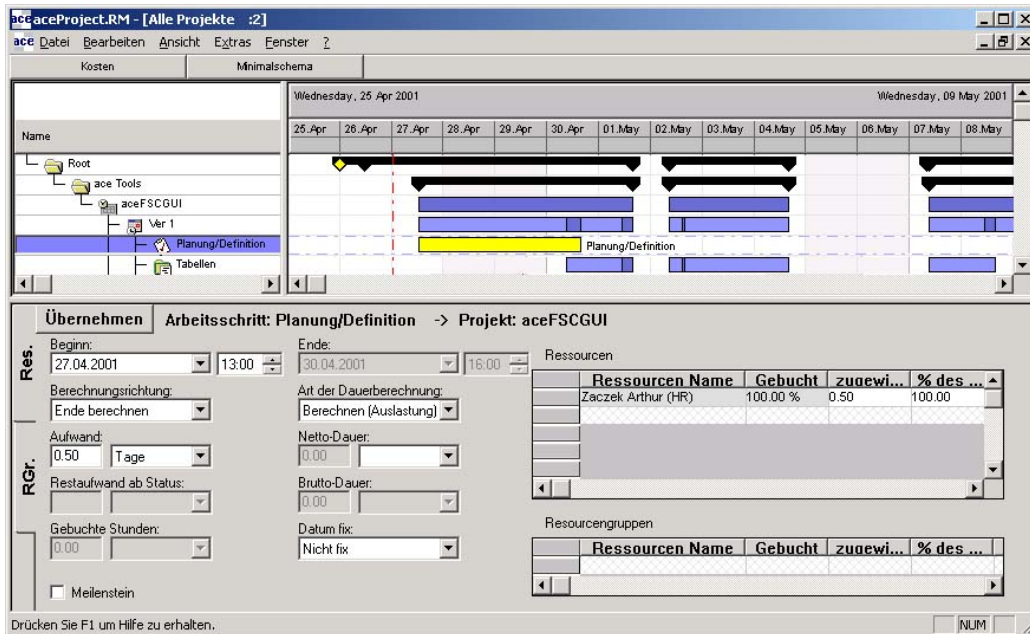 aceProject.RM - [Alle Projekte :2]
ace Datei Bearbeiten Ansicht Extras Fenster ?
Kosten Minimalschema
Wednesday, 25 Apr 2001 Wednesday, 09 May 2001
Name 25.Apr 26.Apr 27.Apr 28.Apr 29.Apr 30.Apr 01.May 02.May 03.May 04.May 05.May 06.May 07.May 08.May
Root
ace Tools
aceFSCGUI
Ver 1
Planung/Definition Planung/Definition
Tabellen
Übernehmen Arbeitsschritt: Planung/Definition -> Projekt: aceFSCGUI
Res.
RGr.
Beginn: Ende:
27.04.2001 13:00 30.04.2001 16:00
Berechnungsrichtung: Art der Dauerberechnung:
Ende berechnen Berechnen (Auslastung)
Aufwand: Netto-Dauer:
0.50 Tage 0.00
Restaufwand ab Status: Brutto-Dauer:
0.00
Gebuchte Stunden: Datum fix:
0.00 Nicht fix
Meilenstein
Ressourcen
Ressourcen Name Gebucht zugewi... % des ...
Zaczek Arthur (HR) 100.00 % 0.50 100.00
Resourcengruppen
Ressourcen Name Gebucht zugewi... % des ...
Drücken Sie F1 um Hilfe zu erhalten. NUM